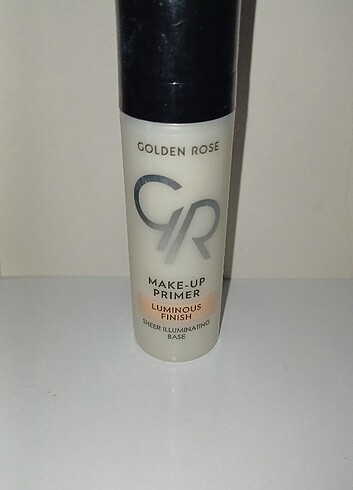 GOLDEN ROSE
GR
MAKE-UP
PRIMER
LUMINOUS
FINISH
SHEER ILLUMINATING
BASE